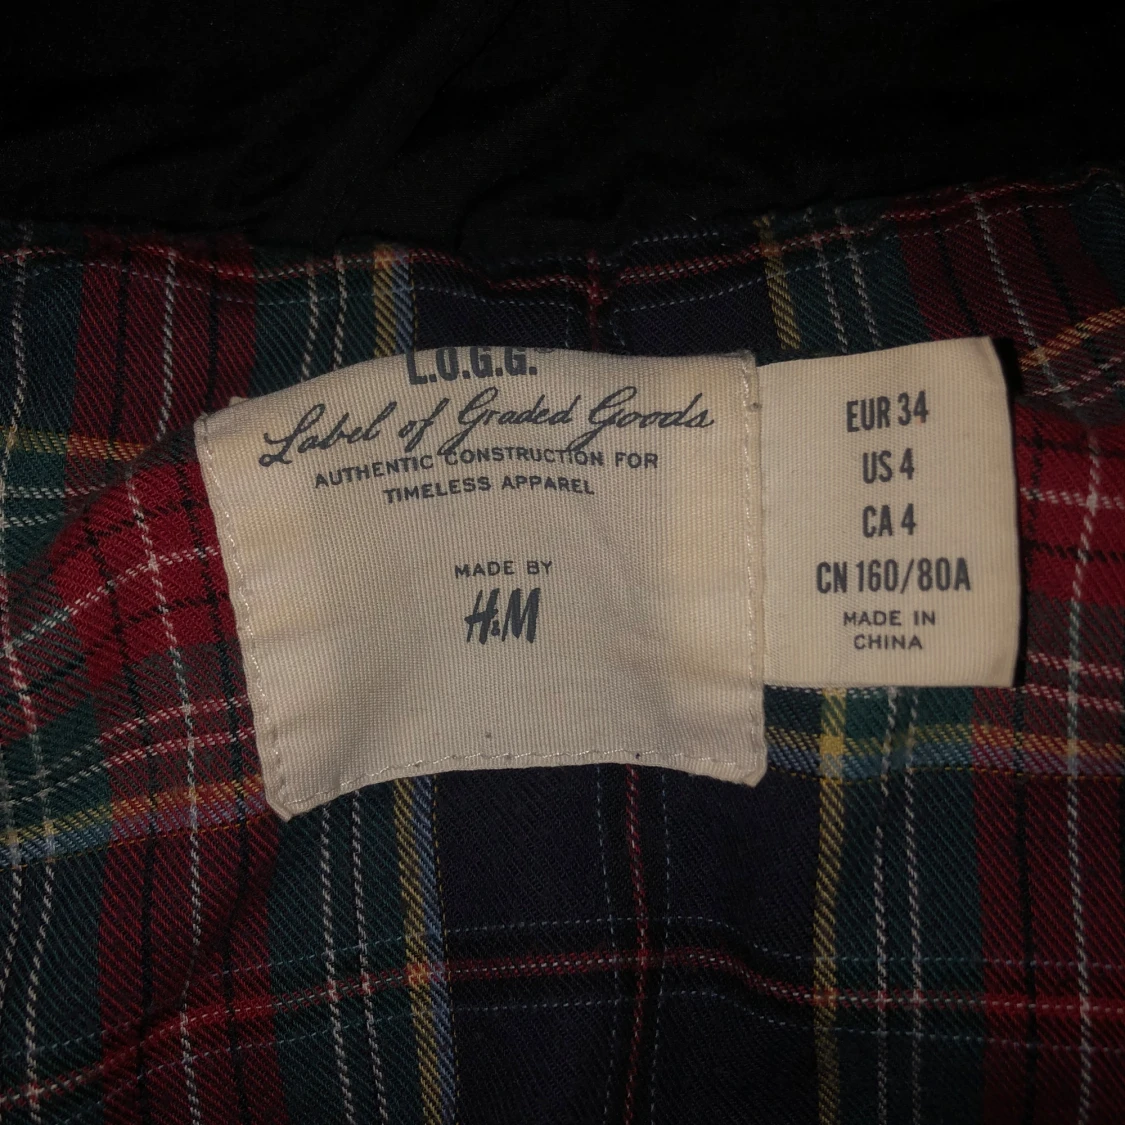 L.O.G.G.
Label of Graded Goods
AUTHENTIC CONSTRUCTION FOR
TIMELESS APPAREL
MADE BY
H&M
EUR 34
US 4
CA 4
CN 160/80A
MADE IN
CHINA